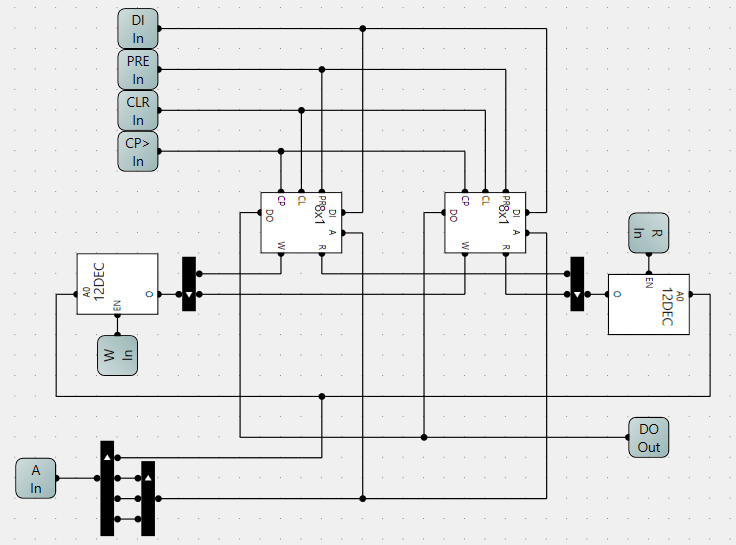 DI
In
PRE
In
CLR
In
CP>
In
CP
CL
PR
DI
8x1
DO
A
W
R
CP
CL
PR
DI
8x1
DO
A
W
R
R
In
12DEC
A0
O
EN
12DEC
A0
O
EN
W
In
DO
Out
A
In